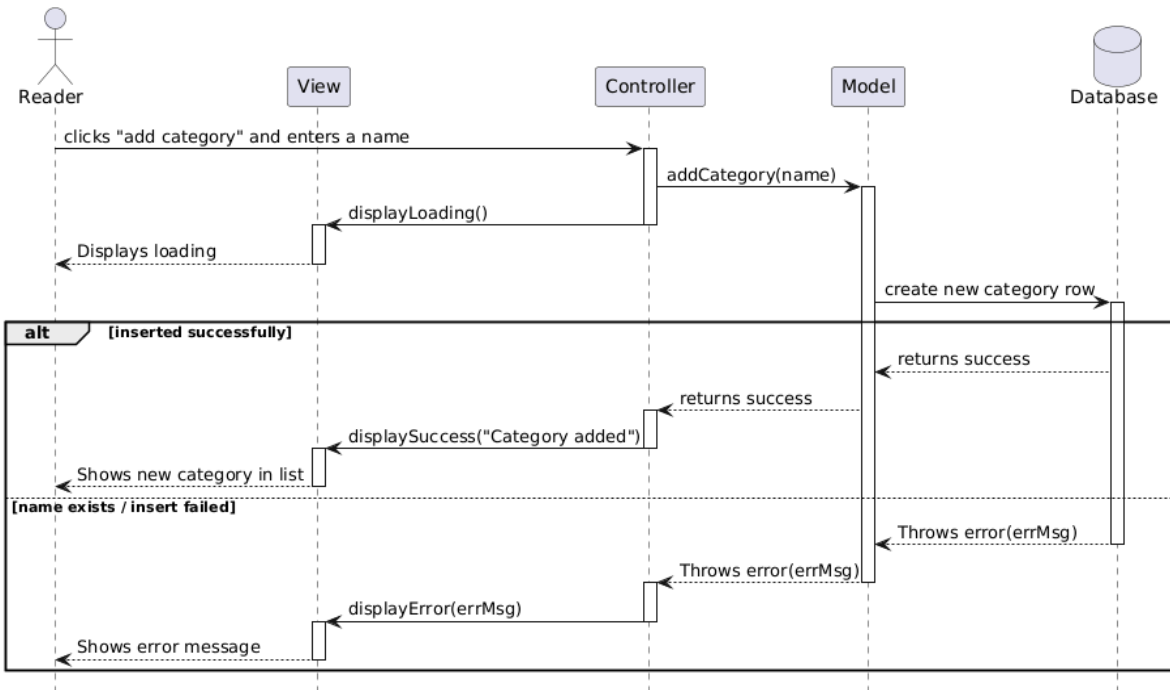 Reader
View
Controller
Model
Database
clicks "add category" and enters a name
addCategory(name)
displayLoading()
Displays loading
create new category row
alt [inserted successfully]
returns success
returns success
displaySuccess("Category added")
Shows new category in list
[name exists / insert failed]
Throws error(errMsg)
Throws error(errMsg)
displayError(errMsg)
Shows error message